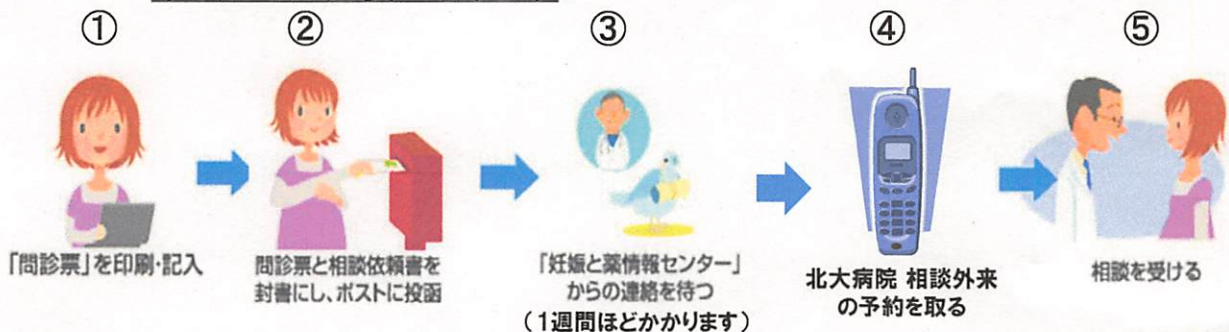 ① ② ③ ④ ⑤
「問診票」を印刷・記入
問診票と相談依頼書を
封書にし、ポストに投函
「妊娠と薬情報センター」
からの連絡を待つ
（1週間ほどかかります）
北大病院 相談外来
の予約を取る
相談を受ける